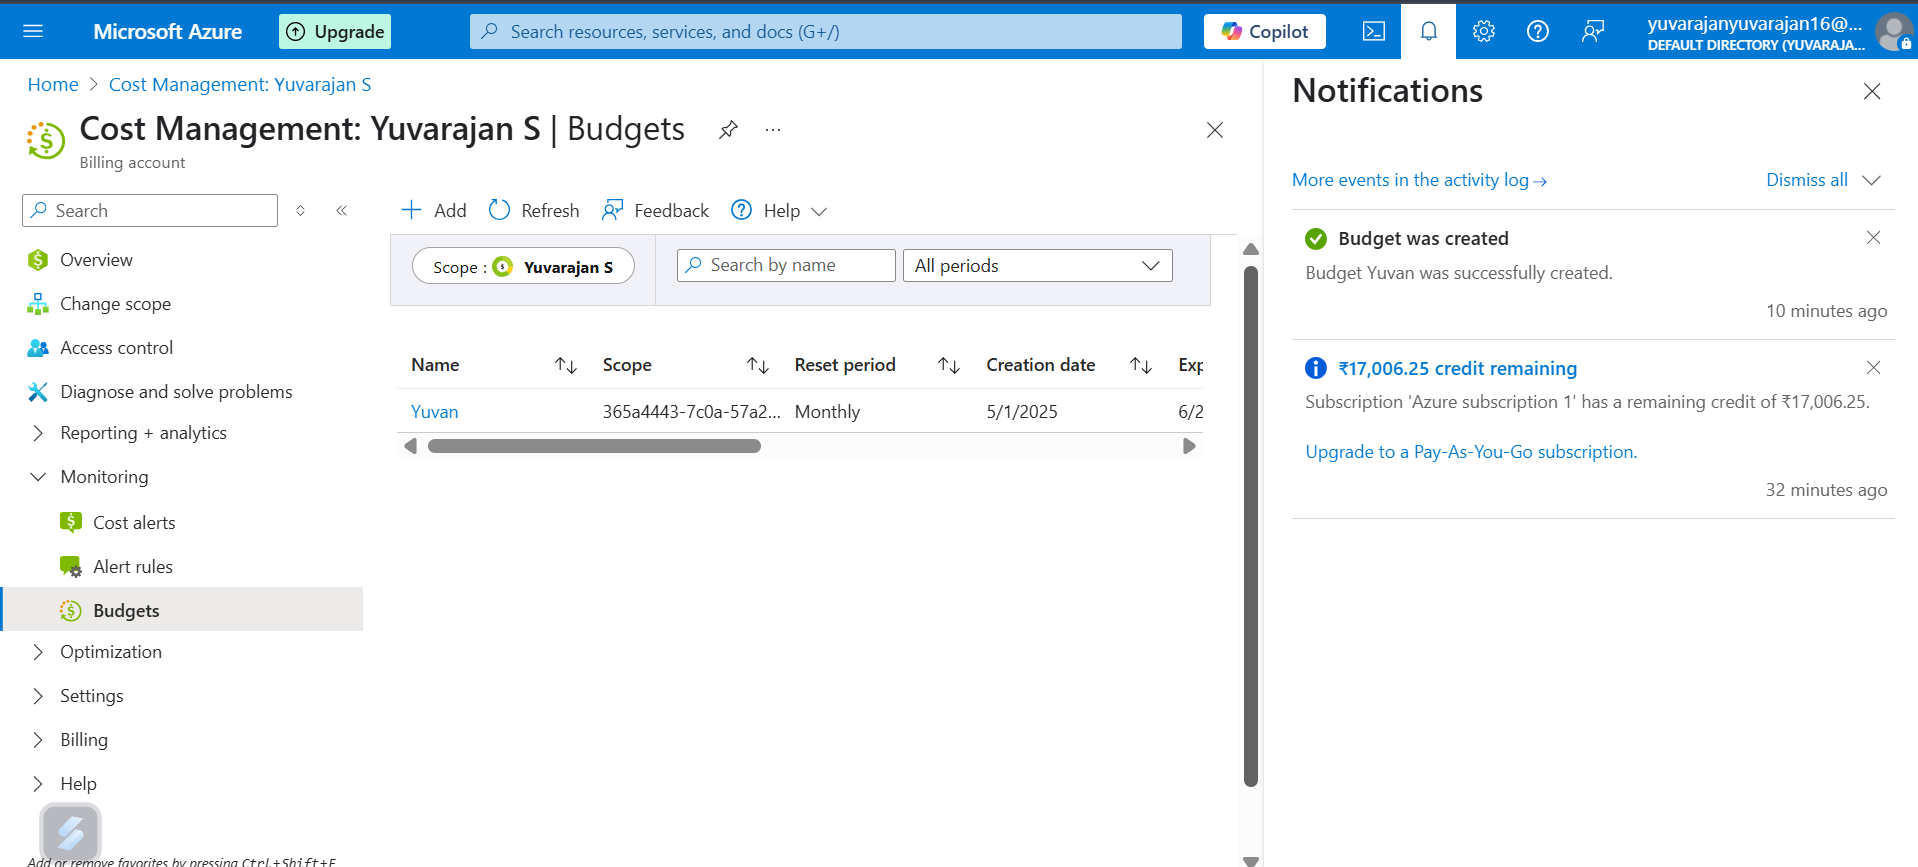 Microsoft Azure
Upgrade
Search resources, services, and docs (G+/)
Copilot
yuvarajanyuvarajan16@...
DEFAULT DIRECTORY (YUVARAJA...
Home > Cost Management: Yuvarajan S
Cost Management: Yuvarajan S | Budgets
Billing account
Search
Overview
Change scope
Access control
Diagnose and solve problems
Reporting + analytics
Monitoring
Cost alerts
Alert rules
Budgets
Optimization
Settings
Billing
Help
Add or remove favorites by pressing Ctrl+Shift+F
Add Refresh Feedback Help
Scope : Yuvarajan S
Search by name
All periods
Name Scope Reset period Creation date Exp
Yuvan 365a4443-7c0a-57a2... Monthly 5/1/2025 6/2
Notifications
More events in the activity log→
Dismiss all
Budget was created
Budget Yuvan was successfully created.
10 minutes ago
₹17,006.25 credit remaining
Subscription 'Azure subscription 1' has a remaining credit of ₹17,006.25.
Upgrade to a Pay-As-You-Go subscription.
32 minutes ago